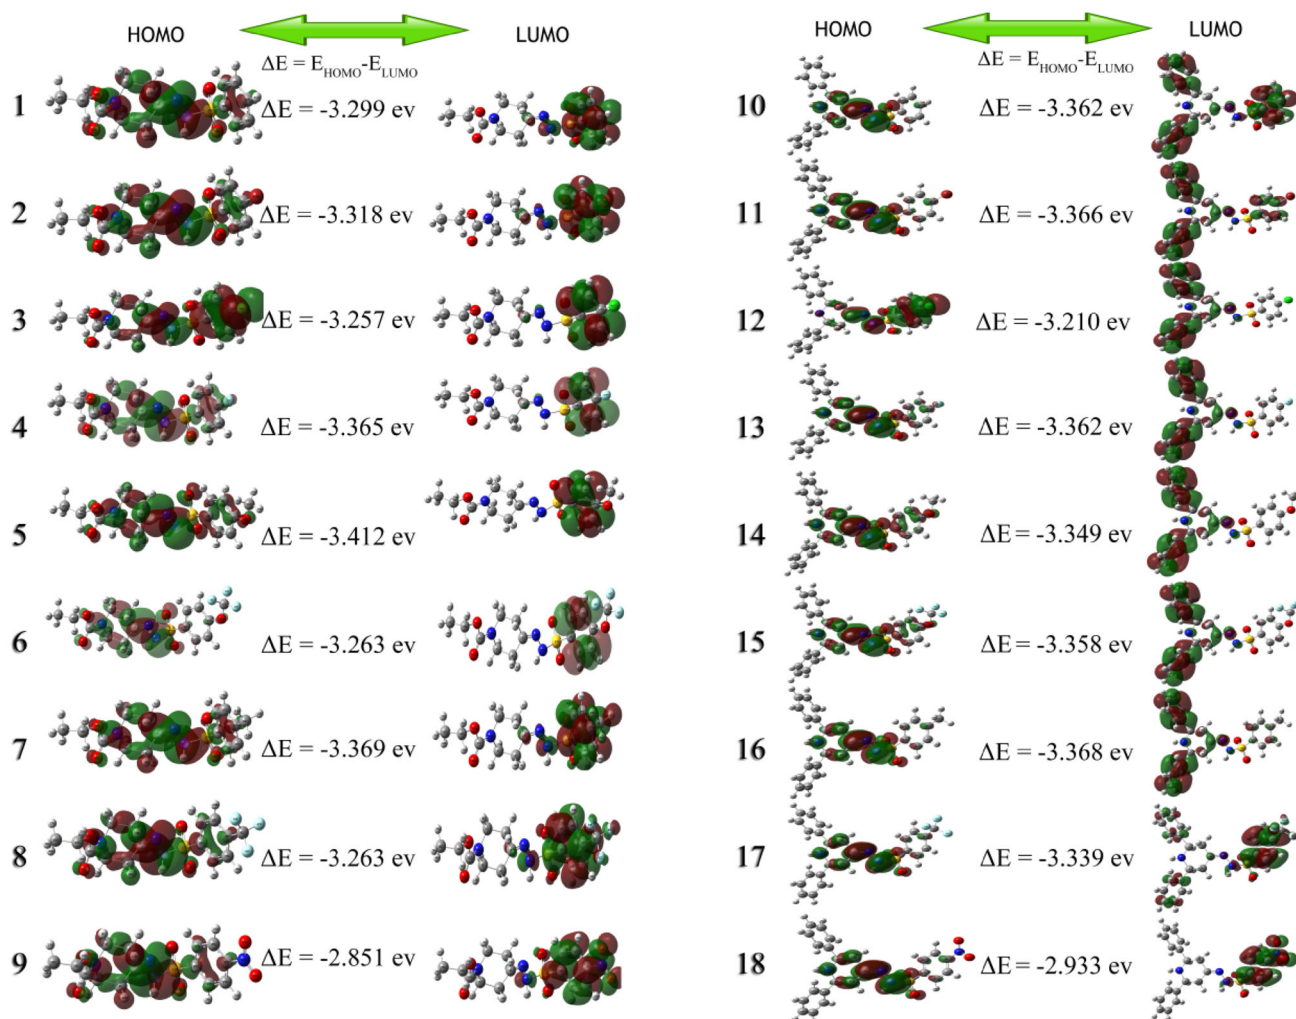 HOMO LUMO
ΔE = E_HOMO-E_LUMO
1 ΔE = -3.299 ev
2 ΔE = -3.318 ev
3 ΔE = -3.257 ev
4 ΔE = -3.365 ev
5 ΔE = -3.412 ev
6 ΔE = -3.263 ev
7 ΔE = -3.369 ev
8 ΔE = -3.263 ev
9 ΔE = -2.851 ev
HOMO LUMO
ΔE = E_HOMO-E_LUMO
10 ΔE = -3.362 ev
11 ΔE = -3.366 ev
12 ΔE = -3.210 ev
13 ΔE = -3.362 ev
14 ΔE = -3.349 ev
15 ΔE = -3.358 ev
16 ΔE = -3.368 ev
17 ΔE = -3.339 ev
18 ΔE = -2.933 ev